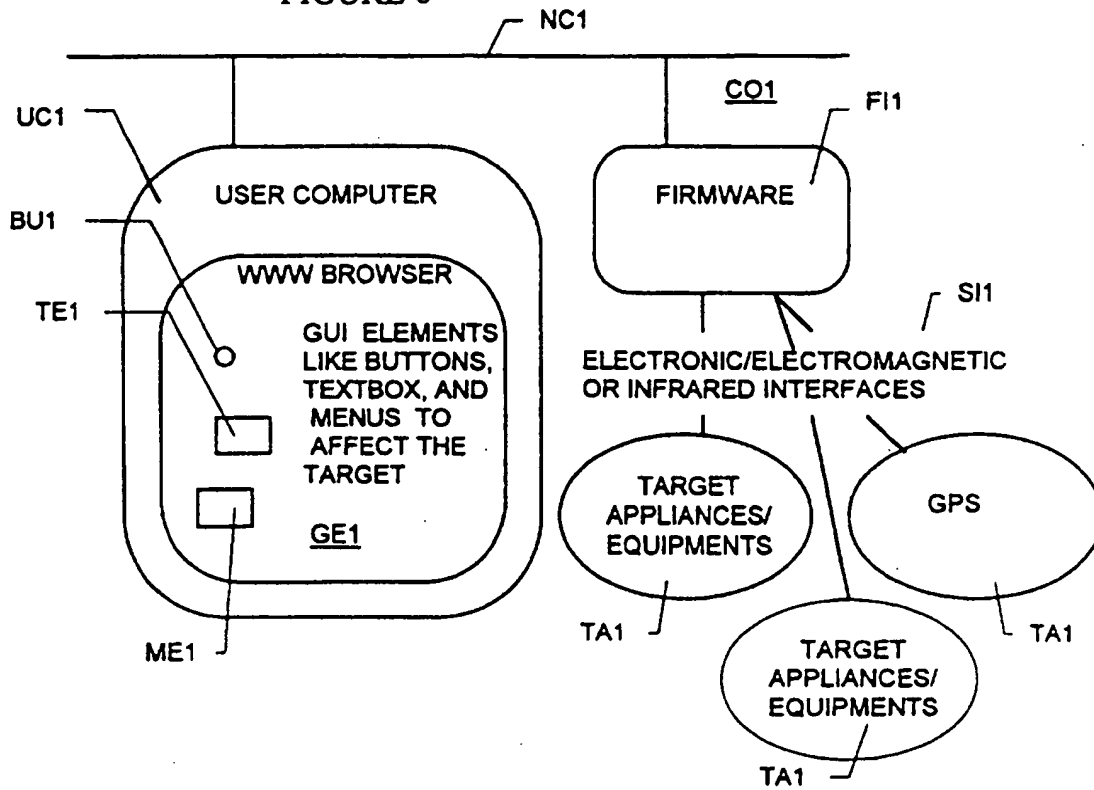 NC1
CO1
FI1
UC1
USER COMPUTER
FIRMWARE
BU1
WWW BROWSER
TE1
SI1
GUI ELEMENTS
LIKE BUTTONS,
TEXTBOX, AND
MENUS TO
AFFECT THE
TARGET
ELECTRONIC/ELECTROMAGNETIC
OR INFRARED INTERFACES
GE1
TARGET
APPLIANCES/
EQUIPMENTS
GPS
ME1
TA1
TA1
TARGET
APPLIANCES/
EQUIPMENTS
TA1